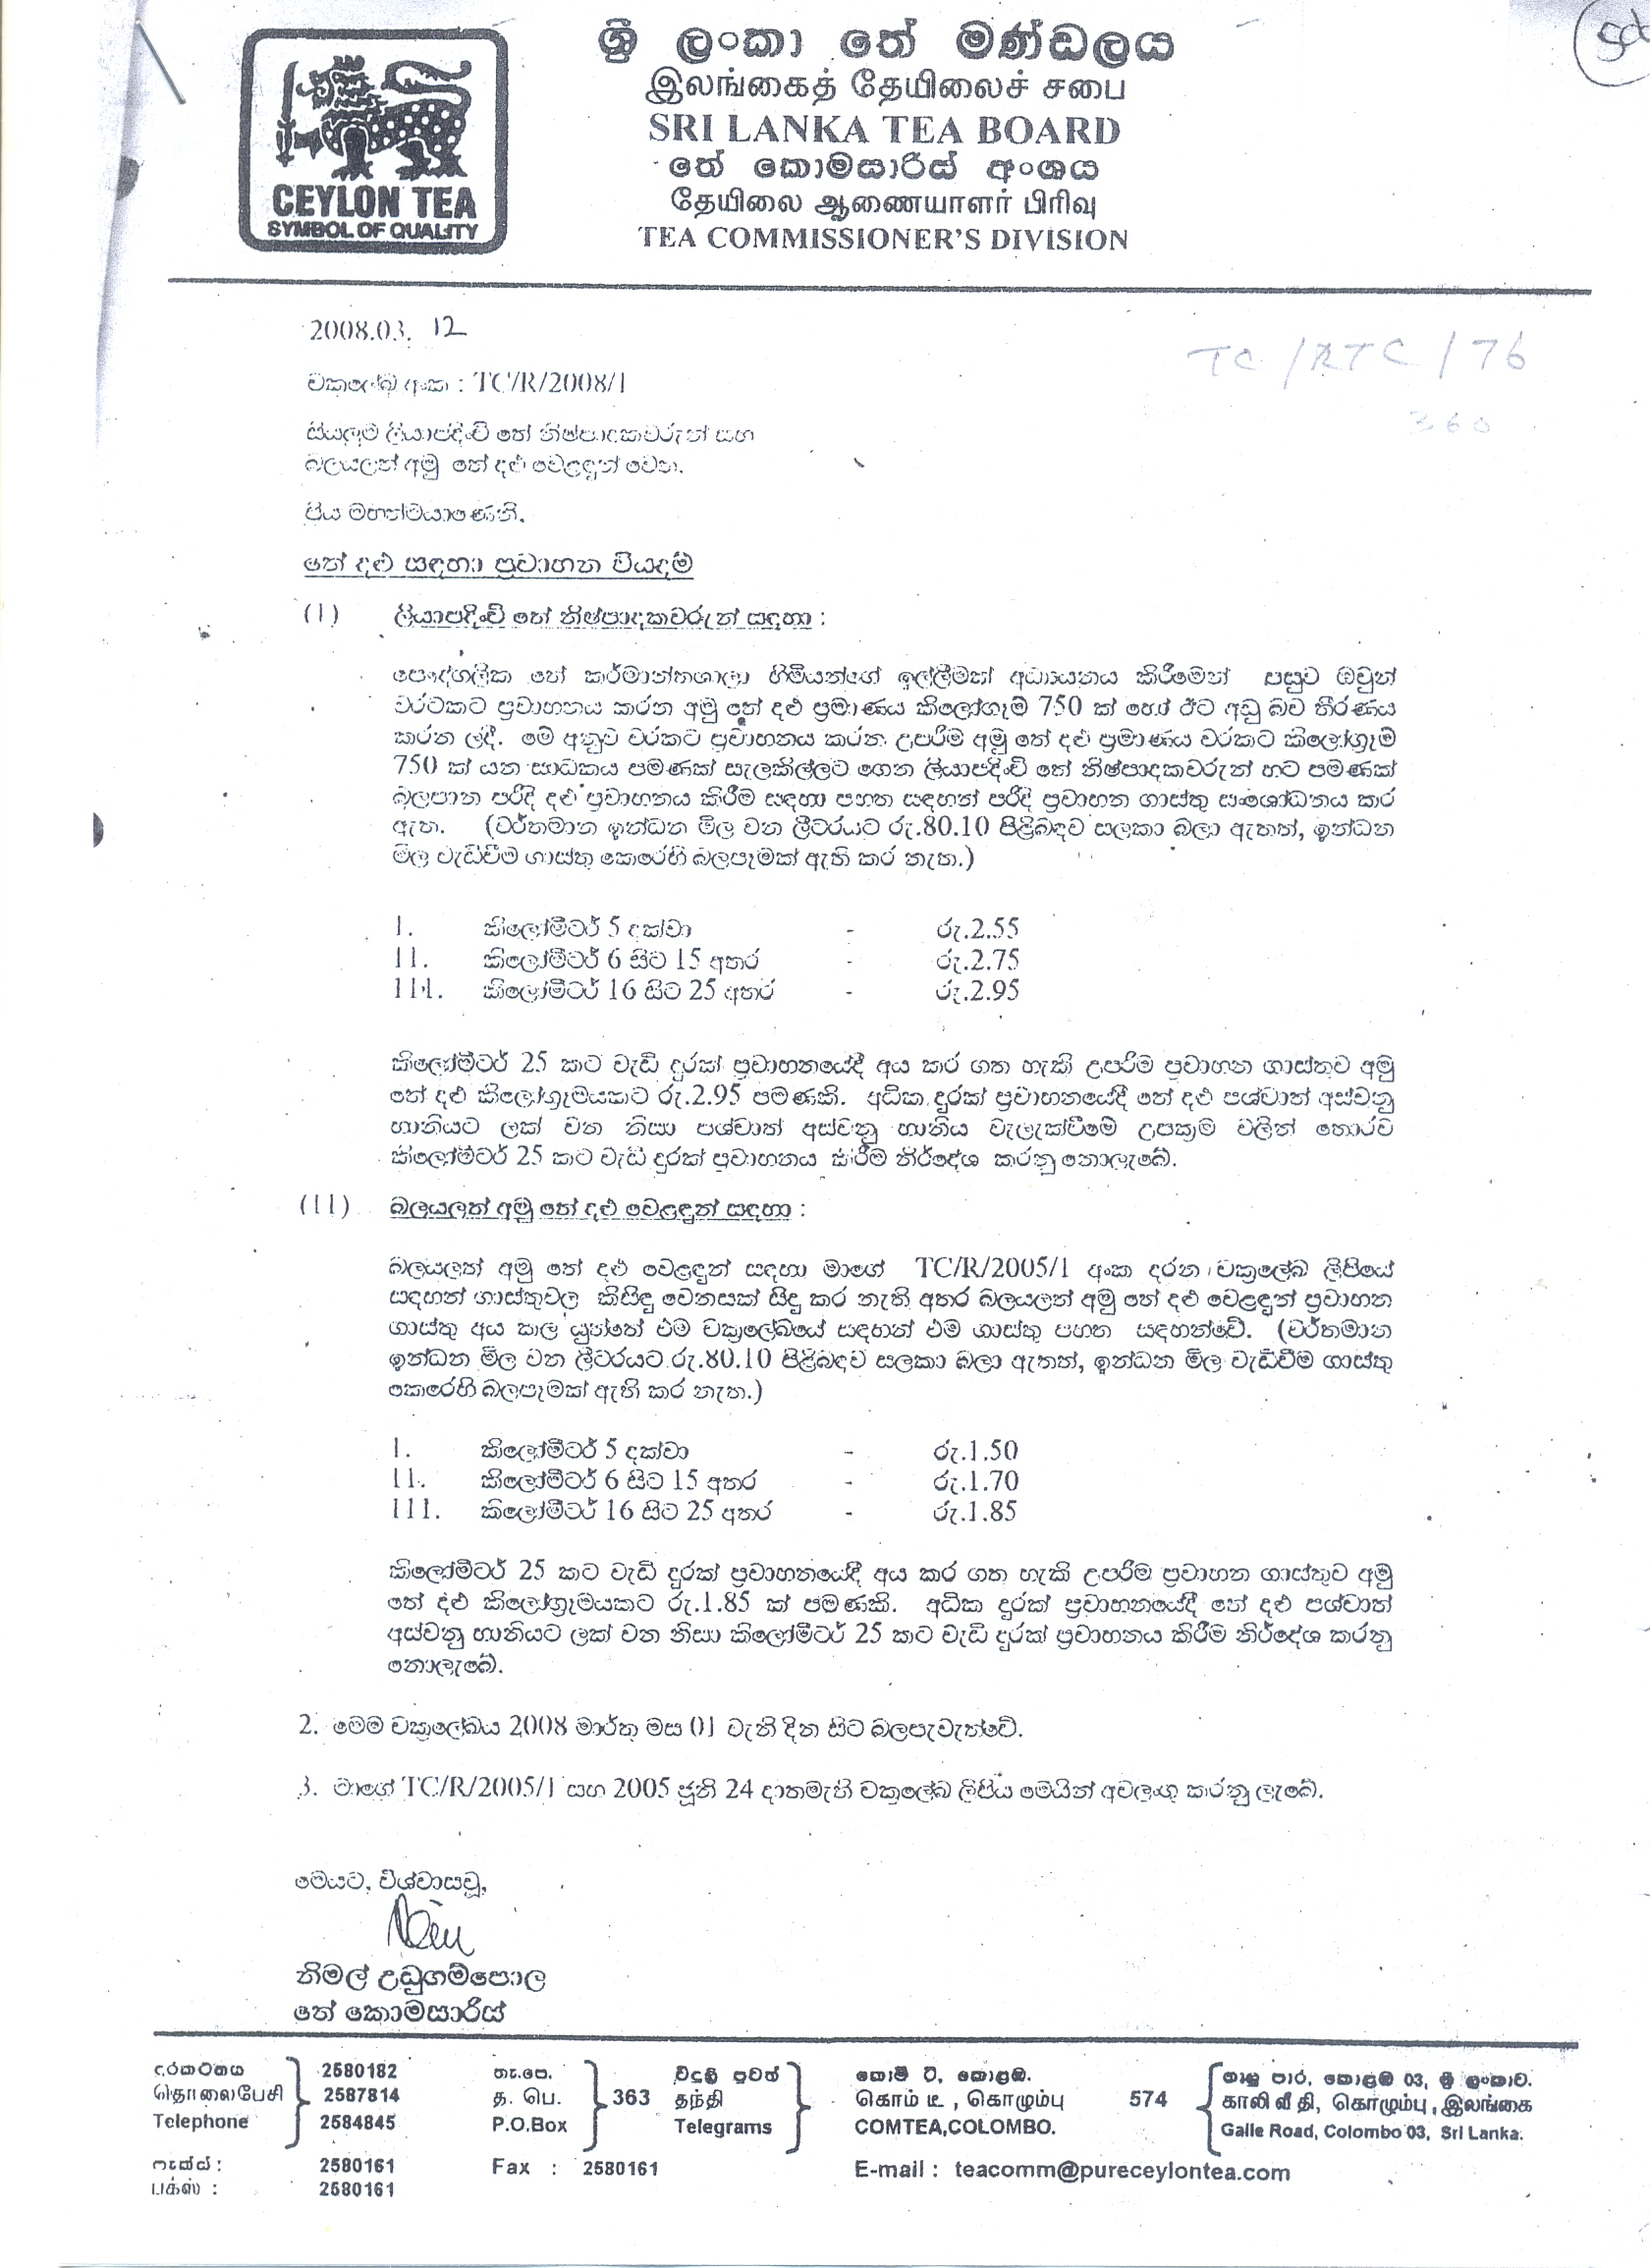 ශ්‍රී ලංකා තේ මණ්ඩලය
இலங்கைத் தேயிலைச் சபை
SRI LANKA TEA BOARD
තේ කොමසාරිස් අංශය
தேயிலை ஆணையாளர் பிரிவு
TEA COMMISSIONER'S DIVISION
CEYLON TEA
SYMBOL OF QUALITY
2008.03. 12
TC/RTC/76
360
චක්‍රලේඛ අංක : TC/R/2008/1
සියලුම ලියාපදිංචි තේ නිෂ්පාදකවරුන් සහ
බලයලත් අමු තේ දළු වෙළඳුන් වෙත.
ප්‍රිය මහත්මයාණෙනි,
තේ දළු සඳහා ප්‍රවාහන වියදම්
(I) ලියාපදිංචි තේ නිෂ්පාදකවරුන් සඳහා :
පෞද්ගලික තේ කර්මාන්තශාලා හිමියන්ගේ ඉල්ලීමක් අධ්‍යයනය කිරීමෙන් පසුව ඔවුන්
වරටකට ප්‍රවාහනය කරන අමු තේ දළු ප්‍රමාණය කිලෝග්‍රෑම් 750 ක් හෝ ඊට අඩු බව තීරණය
කරන ලදී. මේ අනුව වරකට ප්‍රවාහනය කරන උපරිම අමු තේ දළු ප්‍රමාණය වරකට කිලෝග්‍රෑම්
750 ක් යන සාධකය පමණක් සැලකිල්ලට ගෙන ලියාපදිංචි තේ නිෂ්පාදකවරුන් හට පමණක්
බලපාන පරිදි දළු ප්‍රවාහනය කිරීම සඳහා පහත සඳහන් පරිදි ප්‍රවාහන ගාස්තු සංශෝධනය කර
ඇත. (වර්තමාන ඉන්ධන මිල වන ලීටරයට රු.80.10 පිළිබඳව සලකා බලා ඇතත්, ඉන්ධන
මිල වැඩිවීම ගාස්තු කෙරෙහි බලපෑමක් ඇති කර නැත.)
I. කිලෝමීටර් 5 දක්වා - රු.2.55
II. කිලෝමීටර් 6 සිට 15 අතර - රු.2.75
III. කිලෝමීටර් 16 සිට 25 අතර - රු.2.95
කිලෝමීටර් 25 කට වැඩි දුරක් ප්‍රවාහනයේදී අය කර ගත හැකි උපරිම ප්‍රවාහන ගාස්තුව අමු
තේ දළු කිලෝග්‍රෑමයකට රු.2.95 පමණකි. අධික දුරක් ප්‍රවාහනයේදී තේ දළු පශ්චාත් අස්වනු
හානියට ලක් වන නිසා පශ්චාත් අස්වනු හානිය වැලැක්වීමේ උපක්‍රම වලින් තොරව
කිලෝමීටර් 25 කට වැඩි දුරක් ප්‍රවාහනය කිරීම නිර්දේශ කරනු නොලැබේ.
(II) බලයලත් අමු තේ දළු වෙළඳුන් සඳහා :
බලයලත් අමු තේ දළු වෙළඳුන් සඳහා මාගේ TC/R/2005/1 අංක දරන චක්‍රලේඛ ලිපියේ
සඳහන් ගාස්තුවල කිසිඳු වෙනසක් සිදු කර නැති අතර බලයලත් අමු තේ දළු වෙළඳුන් ප්‍රවාහන
ගාස්තු අය කල යුත්තේ එම චක්‍රලේඛයේ සඳහන් එම ගාස්තු පහත සඳහන්වේ. (වර්තමාන
ඉන්ධන මිල වන ලීටරයට රු.80.10 පිළිබඳව සලකා බලා ඇතත්, ඉන්ධන මිල වැඩිවීම ගාස්තු
කෙරෙහි බලපෑමක් ඇති කර නැත.)
I. කිලෝමීටර් 5 දක්වා - රු.1.50
II. කිලෝමීටර් 6 සිට 15 අතර - රු.1.70
III. කිලෝමීටර් 16 සිට 25 අතර - රු.1.85
කිලෝමීටර් 25 කට වැඩි දුරක් ප්‍රවාහනයේදී අය කර ගත හැකි උපරිම ප්‍රවාහන ගාස්තුව අමු
තේ දළු කිලෝග්‍රෑමයකට රු.1.85 ක් පමණකි. අධික දුරක් ප්‍රවාහනයේදී තේ දළු පශ්චාත්
අස්වනු හානියට ලක් වන නිසා කිලෝමීටර් 25 කට වැඩි දුරක් ප්‍රවාහනය කිරීම නිර්දේශ කරනු
නොලැබේ.
2. මෙම චක්‍රලේඛය 2008 මාර්තු මස 01 වැනි දින සිට බලපැවැත්වේ.
3. මාගේ TC/R/2005/1 සහ 2005 ජූනි 24 දාතමැති චක්‍රලේඛ ලිපිය මෙයින් අවලංගු කරනු ලැබේ.
මෙයට, විශ්වාසවූ,
නිමල් උඩුගම්පොල
තේ කොමසාරිස්
දුරකථනය 2580182 තැ.පෙ. විදුලි පුවත් කොම් ටී, කොළඹ. ගාලු පාර, කොළඹ 03, ශ්‍රී ලංකාව.
தொலைபேசி 2587814 த. பெ. 363 தந்தி கொம் டீ, கொழும்பு 574 காலி வீதி, கொழும்பு, இலங்கை
Telephone 2584845 P.O.Box Telegrams COMTEA,COLOMBO. Galle Road, Colombo 03, Sri Lanka.
ෆැක්ස් : 2580161 Fax : 2580161 E-mail : teacomm@pureceylontea.com
பக்ஸ் : 2580161